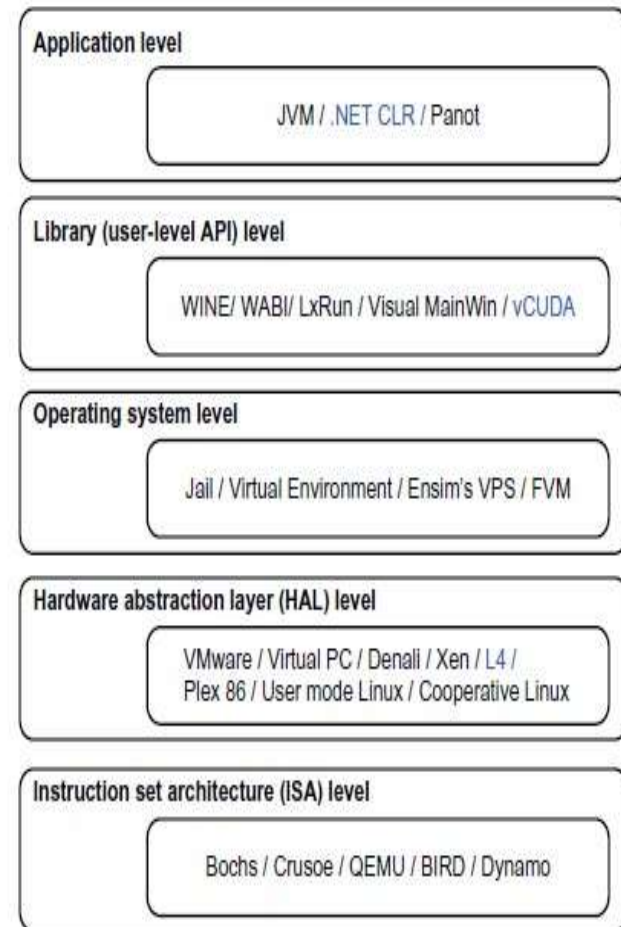 Application level
JVM / .NET CLR / Panot
Library (user-level API) level
WINE/ WABI/ LxRun / Visual MainWin / vCUDA
Operating system level
Jail / Virtual Environment / Ensim's VPS / FVM
Hardware abstraction layer (HAL) level
VMware / Virtual PC / Denali / Xen / L4 /
Plex 86 / User mode Linux / Cooperative Linux
Instruction set architecture (ISA) level
Bochs / Crusoe / QEMU / BIRD / Dynamo